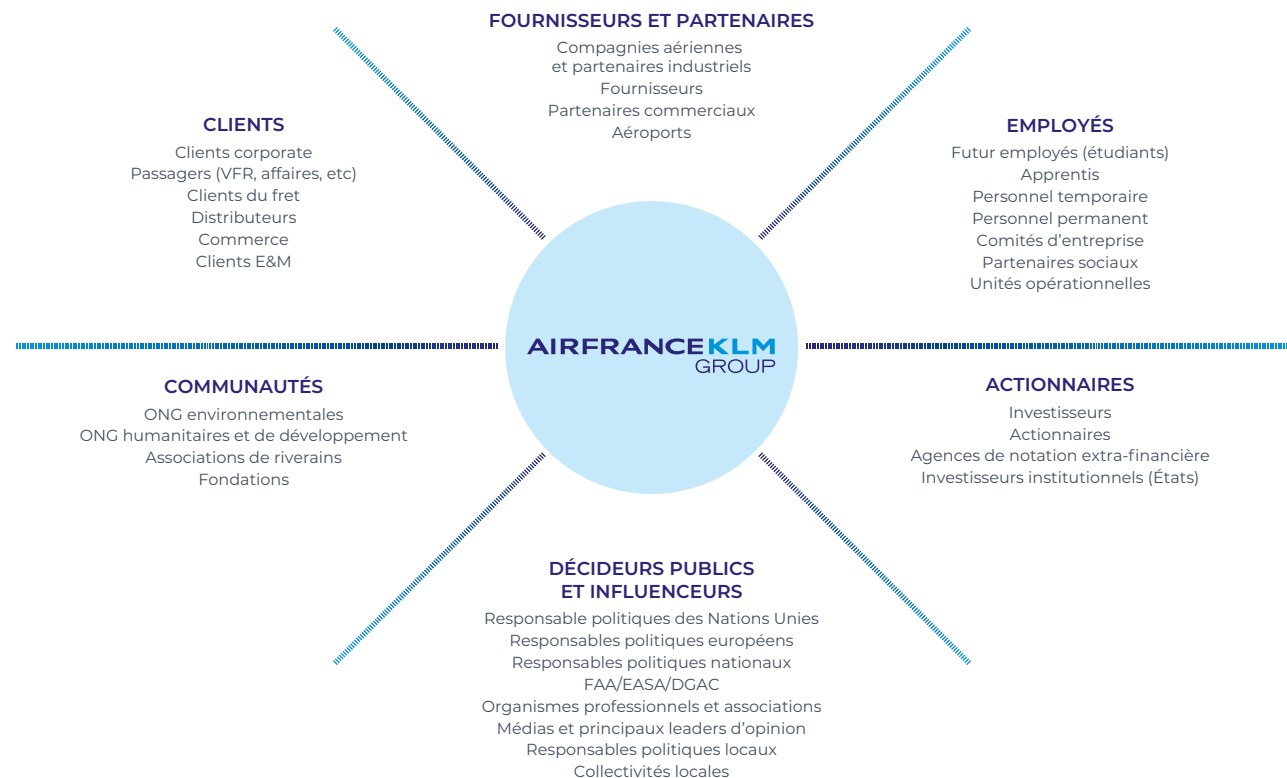 FOURNISSEURS ET PARTENAIRES
Compagnies aériennes
et partenaires industriels
Fournisseurs
Partenaires commerciaux
Aéroports
CLIENTS
Clients corporate
Passagers (VFR, affaires, etc)
Clients du fret
Distributeurs
Commerce
Clients E&M
EMPLOYÉS
Futur employés (étudiants)
Apprentis
Personnel temporaire
Personnel permanent
Comités d’entreprise
Partenaires sociaux
Unités opérationnelles
AIRFRANCEKLM
GROUP
COMMUNAUTÉS
ONG environnementales
ONG humanitaires et de développement
Associations de riverains
Fondations
ACTIONNAIRES
Investisseurs
Actionnaires
Agences de notation extra-financière
Investisseurs institutionnels (États)
DÉCIDEURS PUBLICS
ET INFLUENCEURS
Responsable politiques des Nations Unies
Responsables politiques européens
Responsables politiques nationaux
FAA/EASA/DGAC
Organismes professionnels et associations
Médias et principaux leaders d’opinion
Responsables politiques locaux
Collectivités locales